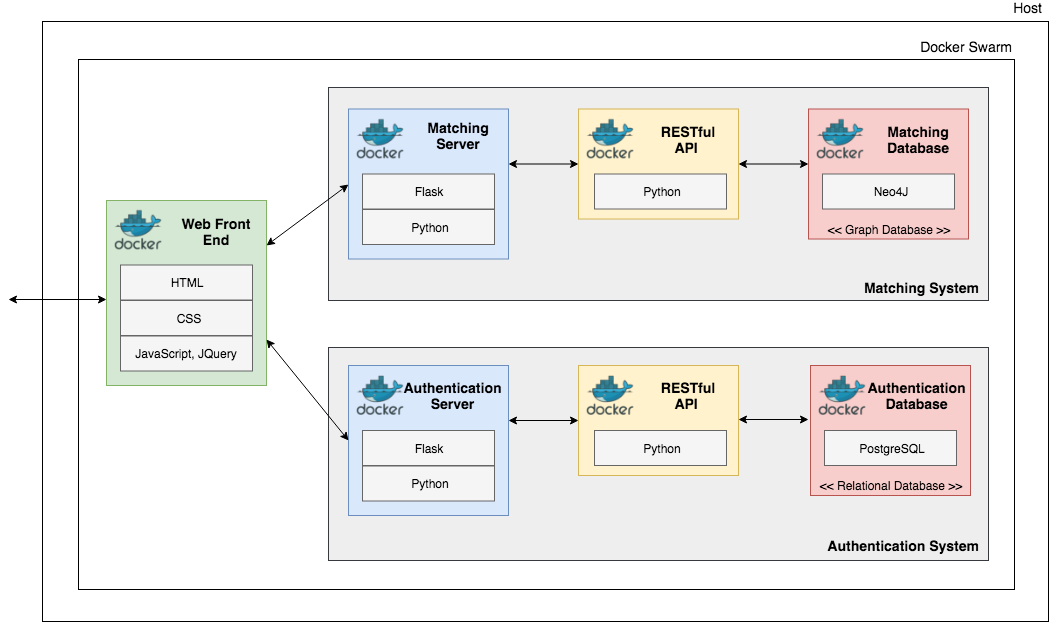 Host
Docker Swarm
docker
Matching
Server
Flask
Python
docker
RESTful
API
Python
docker
Matching
Database
Neo4J
<< Graph Database >>
Matching System
docker
Web Front
End
HTML
CSS
JavaScript, JQuery
docker
Authentication
Server
Flask
Python
docker
RESTful
API
Python
docker
Authentication
Database
PostgreSQL
<< Relational Database >>
Authentication System